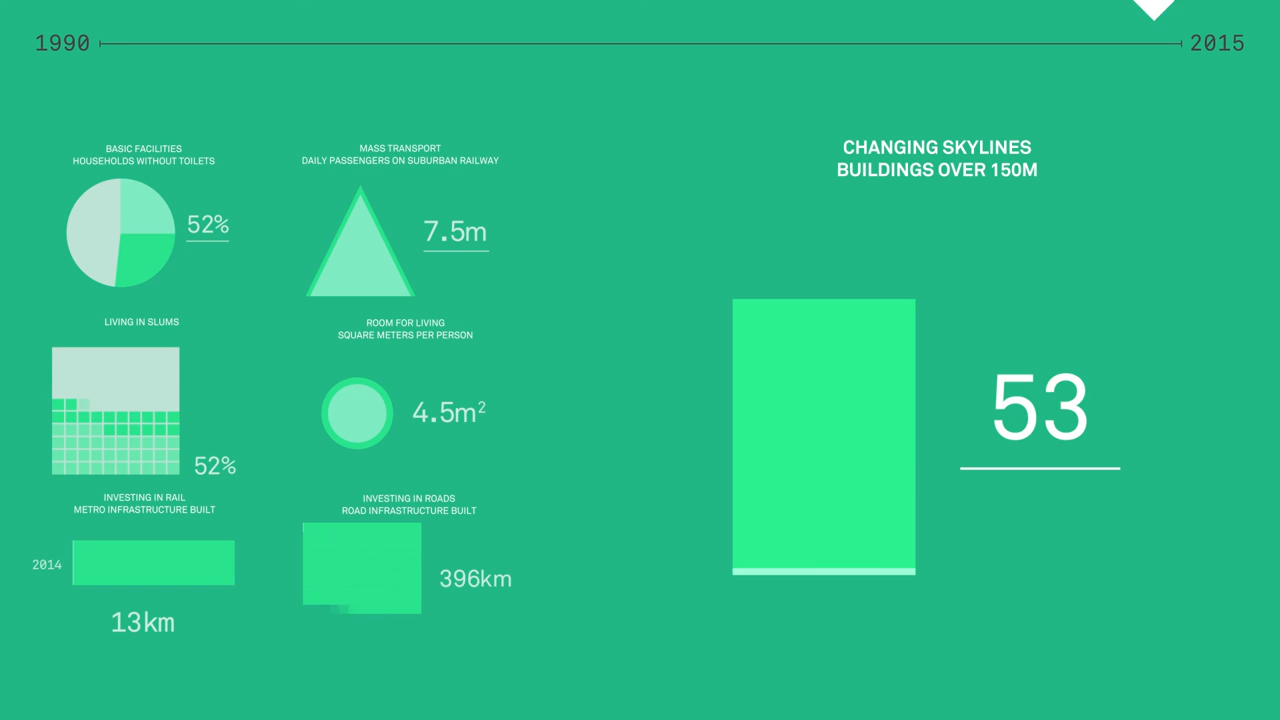 1990
2015
BASIC FACILITIES
HOUSEHOLDS WITHOUT TOILETS
52%
MASS TRANSPORT
DAILY PASSENGERS ON SUBURBAN RAILWAY
7.5m
CHANGING SKYLINES
BUILDINGS OVER 150M
53
LIVING IN SLUMS
52%
ROOM FOR LIVING
SQUARE METERS PER PERSON
4.5m²
INVESTING IN RAIL
METRO INFRASTRUCTURE BUILT
2014
13km
INVESTING IN ROADS
ROAD INFRASTRUCTURE BUILT
396km